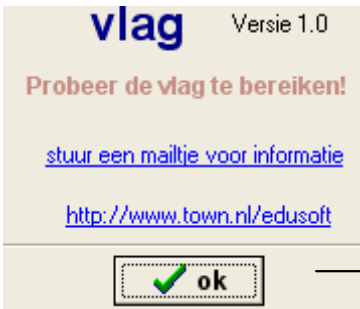 vlag Versie 1.0
Probeer de vlag te bereiken!
stuur een mailtje voor informatie
http://www.town.nl/edusoft
ok